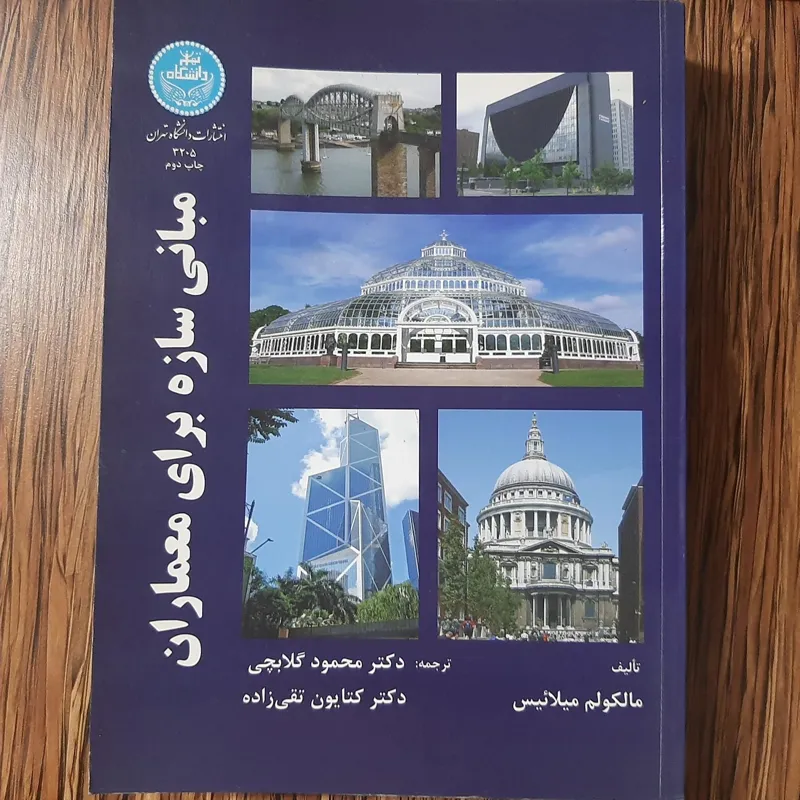 تهران
دانشگاه
انتشارات دانشگاه تهران
۳۲۰۵
چاپ دوم
مبانی سازه برای معماران
تألیف
مالکولم میلائیس
ترجمه: دکتر محمود گلابچی
دکتر کتایون تقی‌زاده